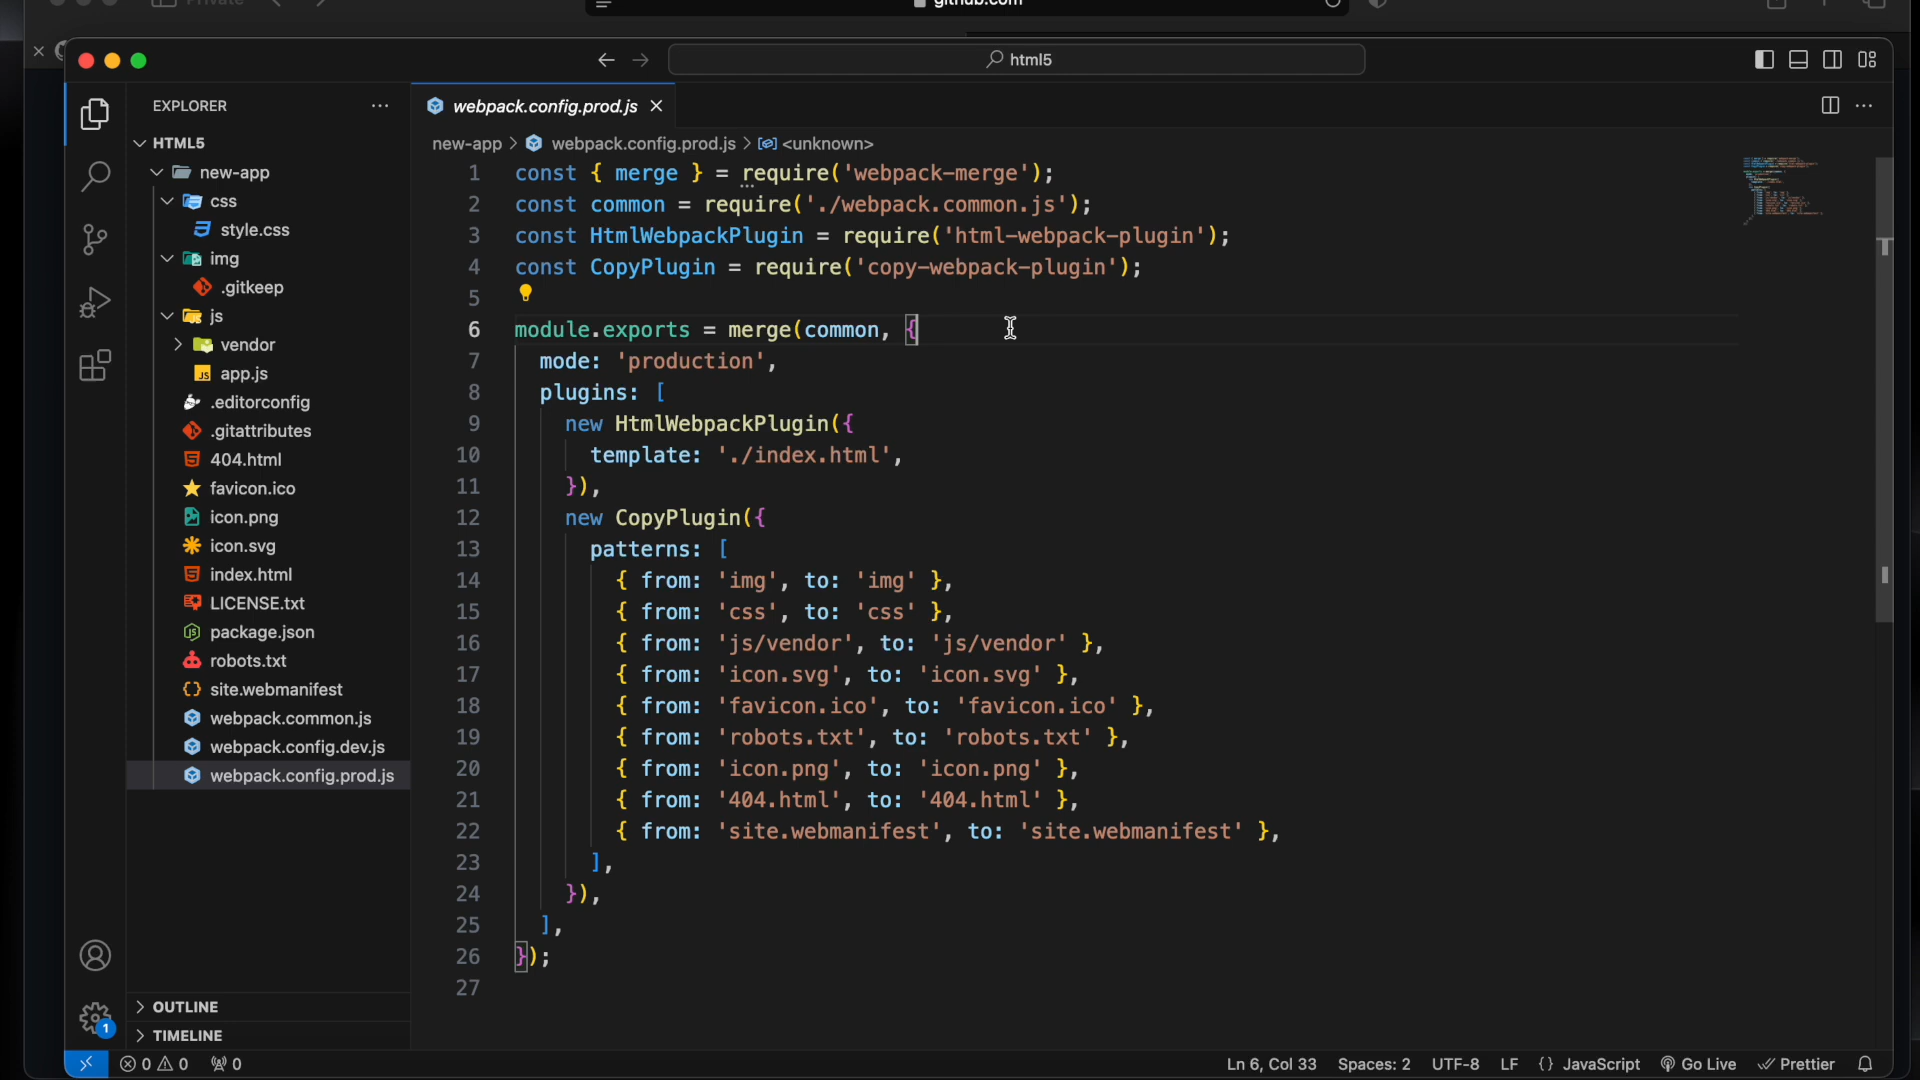 Private
github.com
html5
EXPLORER
HTML5
new-app
css
style.css
img
.gitkeep
js
vendor
app.js
.editorconfig
.gitattributes
404.html
favicon.ico
icon.png
icon.svg
index.html
LICENSE.txt
package.json
robots.txt
site.webmanifest
webpack.common.js
webpack.config.dev.js
webpack.config.prod.js
OUTLINE
TIMELINE
1
webpack.config.prod.js
new-app > webpack.config.prod.js > <unknown>
1 const { merge } = require('webpack-merge');
2 const common = require('./webpack.common.js');
3 const HtmlWebpackPlugin = require('html-webpack-plugin');
4 const CopyPlugin = require('copy-webpack-plugin');
5
6 module.exports = merge(common, {
7 mode: 'production',
8 plugins: [
9 new HtmlWebpackPlugin({
10 template: './index.html',
11 }),
12 new CopyPlugin({
13 patterns: [
14 { from: 'img', to: 'img' },
15 { from: 'css', to: 'css' },
16 { from: 'js/vendor', to: 'js/vendor' },
17 { from: 'icon.svg', to: 'icon.svg' },
18 { from: 'favicon.ico', to: 'favicon.ico' },
19 { from: 'robots.txt', to: 'robots.txt' },
20 { from: 'icon.png', to: 'icon.png' },
21 { from: '404.html', to: '404.html' },
22 { from: 'site.webmanifest', to: 'site.webmanifest' },
23 ],
24 }),
25 ],
26 });
27
0 0 0
Ln 6, Col 33 Spaces: 2 UTF-8 LF {} JavaScript Go Live Prettier